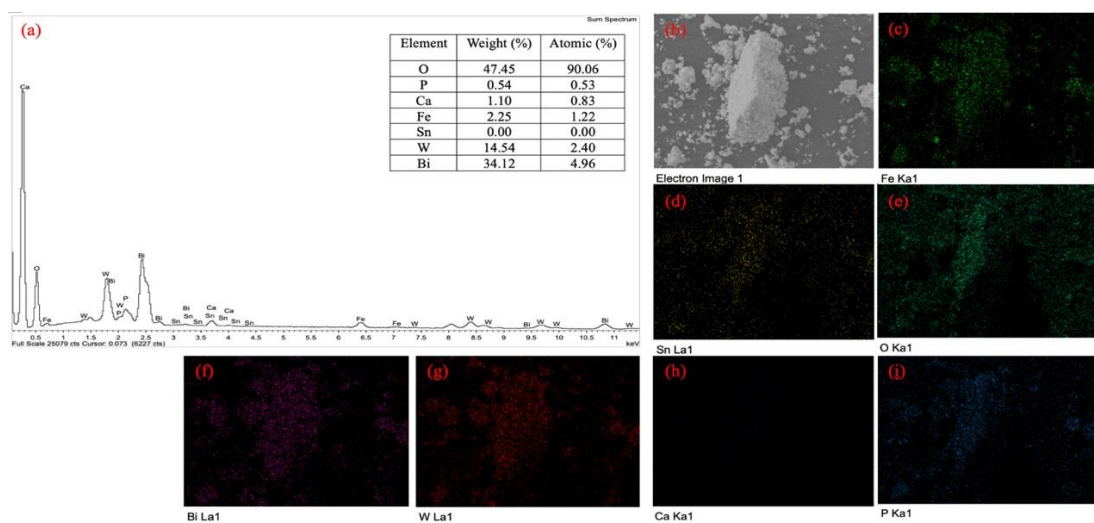 (a)
Sum Spectrum
Element Weight (%) Atomic (%)
O 47.45 90.06
P 0.54 0.53
Ca 1.10 0.83
Fe 2.25 1.22
Sn 0.00 0.00
W 14.54 2.40
Bi 34.12 4.96
Ca
O
Fe
W
W
Bi
W
P
P
Bi
Bi
Sn
Bi
Sn
Sn
Ca
Sn
Ca
Sn
Sn
Fe
Fe
W
W
W
Bi
W
W
Bi
W
0.5 1 1.5 2 2.5 3 3.5 4 4.5 5 5.5 6 6.5 7 7.5 8 8.5 9 9.5 10 10.5 11
Full Scale 25079 cts Cursor: 0.073 (6227 cts) keV
(b)
Electron Image 1
(c)
Fe Ka1
(d)
Sn La1
(e)
O Ka1
(f)
Bi La1
(g)
W La1
(h)
Ca Ka1
(i)
P Ka1